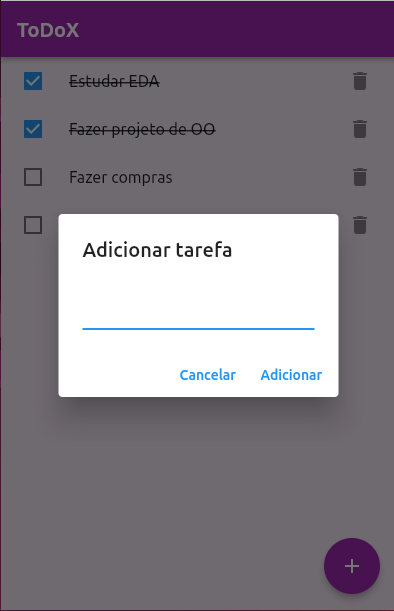 ToDoX
Estudar EDA
Fazer projeto de OO
Fazer compras
Adicionar tarefa
Cancelar Adicionar